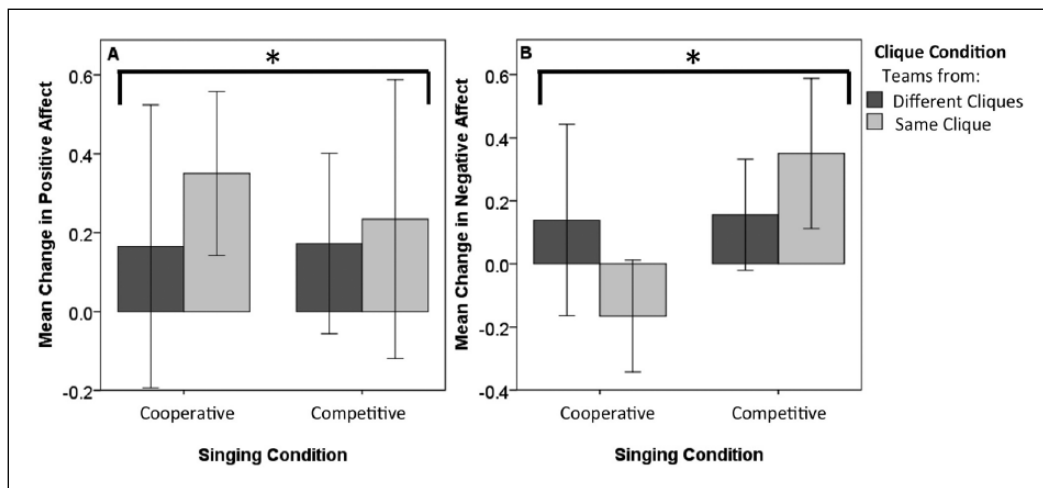 A
*
Mean Change in Positive Affect
0.6
0.4
0.2
0.0
-0.2
Cooperative
Competitive
Singing Condition
B
*
Mean Change in Negative Affect
0.6
0.4
0.2
0.0
-0.2
-0.4
Cooperative
Competitive
Singing Condition
Clique Condition
Teams from:
Different Cliques
Same Clique